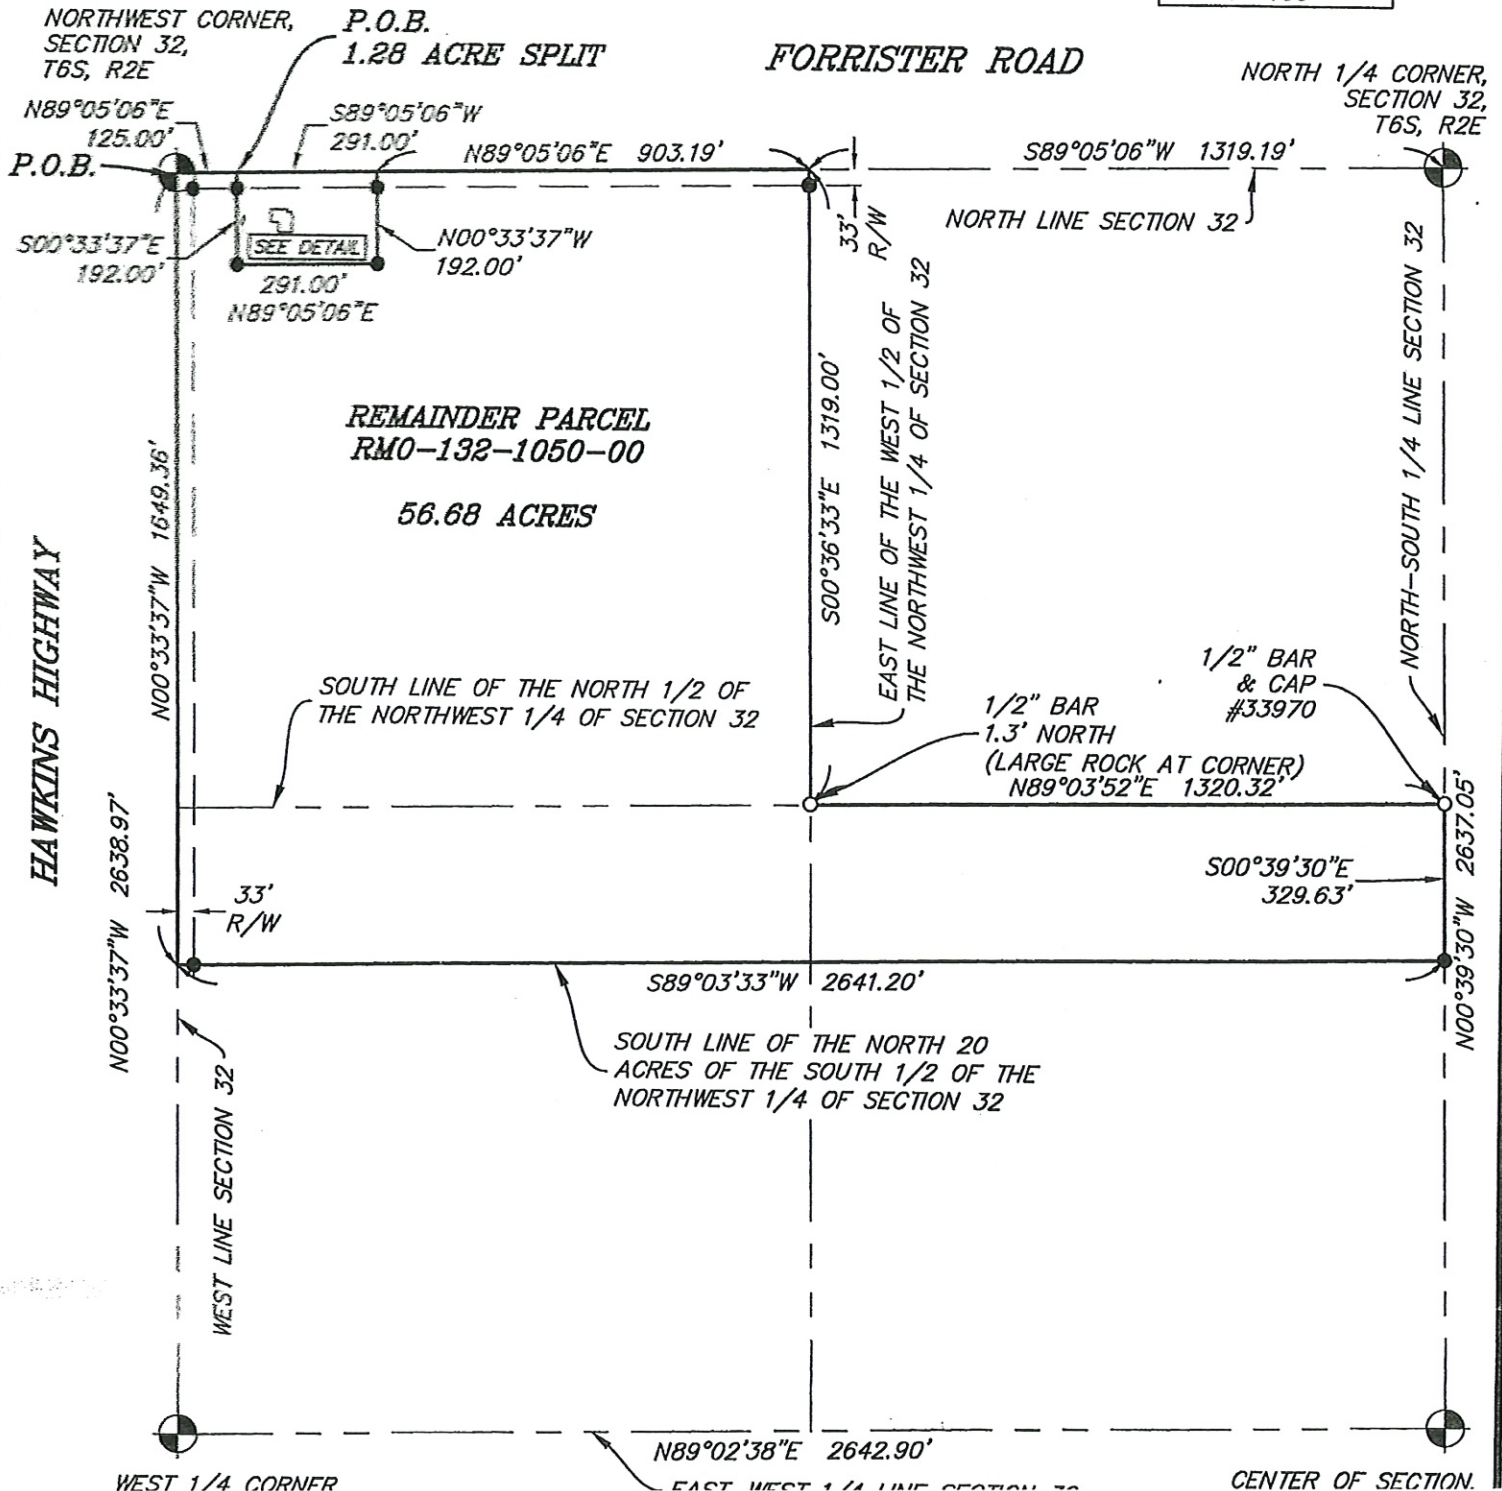 NORTHWEST CORNER,
SECTION 32,
T6S, R2E
P.O.B.
1.28 ACRE SPLIT
FORRISTER ROAD
NORTH 1/4 CORNER,
SECTION 32,
T6S, R2E
N89°05'06"E
125.00'
S89°05'06"W
291.00'
P.O.B.
N89°05'06"E 903.19'
S89°05'06"W 1319.19'
NORTH LINE SECTION 32
33'
R/W
S00°33'37"E
192.00'
SEE DETAIL
N00°33'37"W
192.00'
291.00'
N89°05'06"E
REMAINDER PARCEL
RM0-132-1050-00
56.68 ACRES
N00°33'37"W 1649.36'
S00°36'33"E 1319.00'
EAST LINE OF THE WEST 1/2 OF
THE NORTHWEST 1/4 OF SECTION 32
NORTH-SOUTH 1/4 LINE SECTION 32
HAWKINS HIGHWAY
SOUTH LINE OF THE NORTH 1/2 OF
THE NORTHWEST 1/4 OF SECTION 32
1/2" BAR
& CAP
#33970
1/2" BAR
1.3' NORTH
(LARGE ROCK AT CORNER)
N89°03'52"E 1320.32'
N00°33'37"W 2638.97'
33'
R/W
S00°39'30"E
329.63'
N00°39'30"W 2637.05'
S89°03'33"W 2641.20'
SOUTH LINE OF THE NORTH 20
ACRES OF THE SOUTH 1/2 OF THE
NORTHWEST 1/4 OF SECTION 32
WEST LINE SECTION 32
N89°02'38"E 2642.90'
WEST 1/4 CORNER
EAST-WEST 1/4 LINE SECTION 32
CENTER OF SECTION,